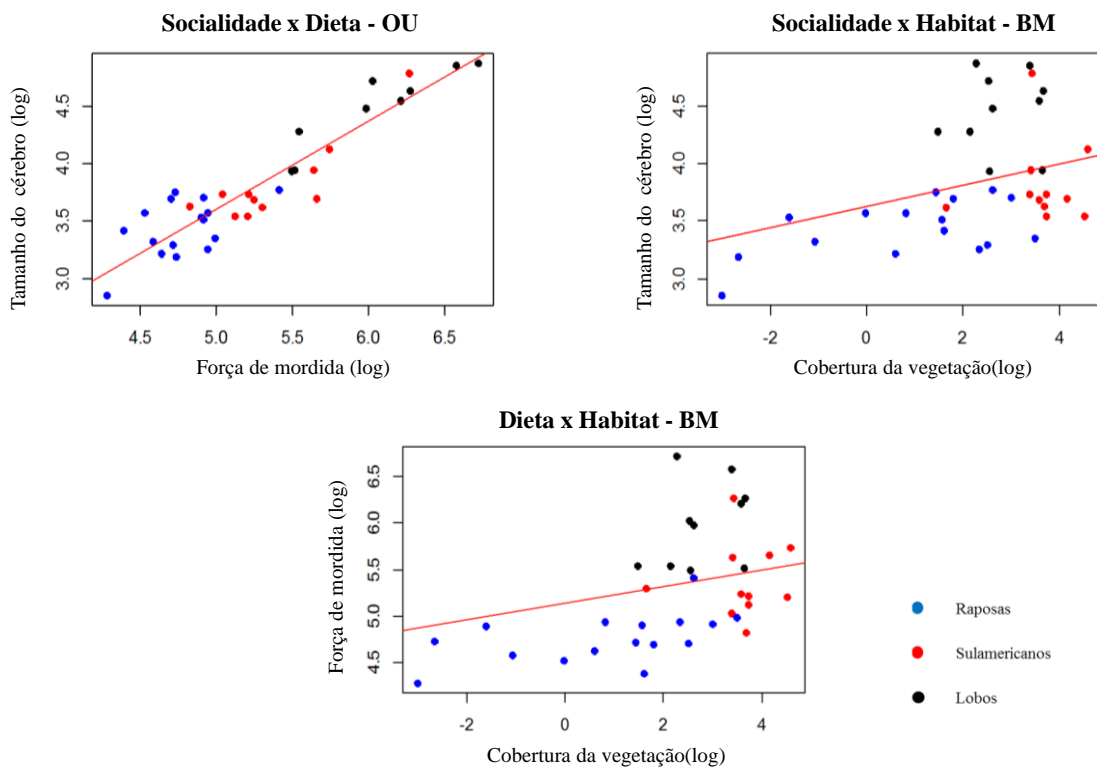 Socialidade x Dieta - OU
Tamanho do cérebro (log)
4.5
4.0
3.5
3.0
4.5 5.0 5.5 6.0 6.5
Força de mordida (log)
Socialidade x Habitat - BM
Tamanho do cérebro (log)
4.5
4.0
3.5
3.0
-2 0 2 4
Cobertura da vegetação(log)
Dieta x Habitat - BM
Força de mordida (log)
6.5
6.0
5.5
5.0
4.5
-2 0 2 4
Cobertura da vegetação(log)
Raposas
Sulamericanos
Lobos